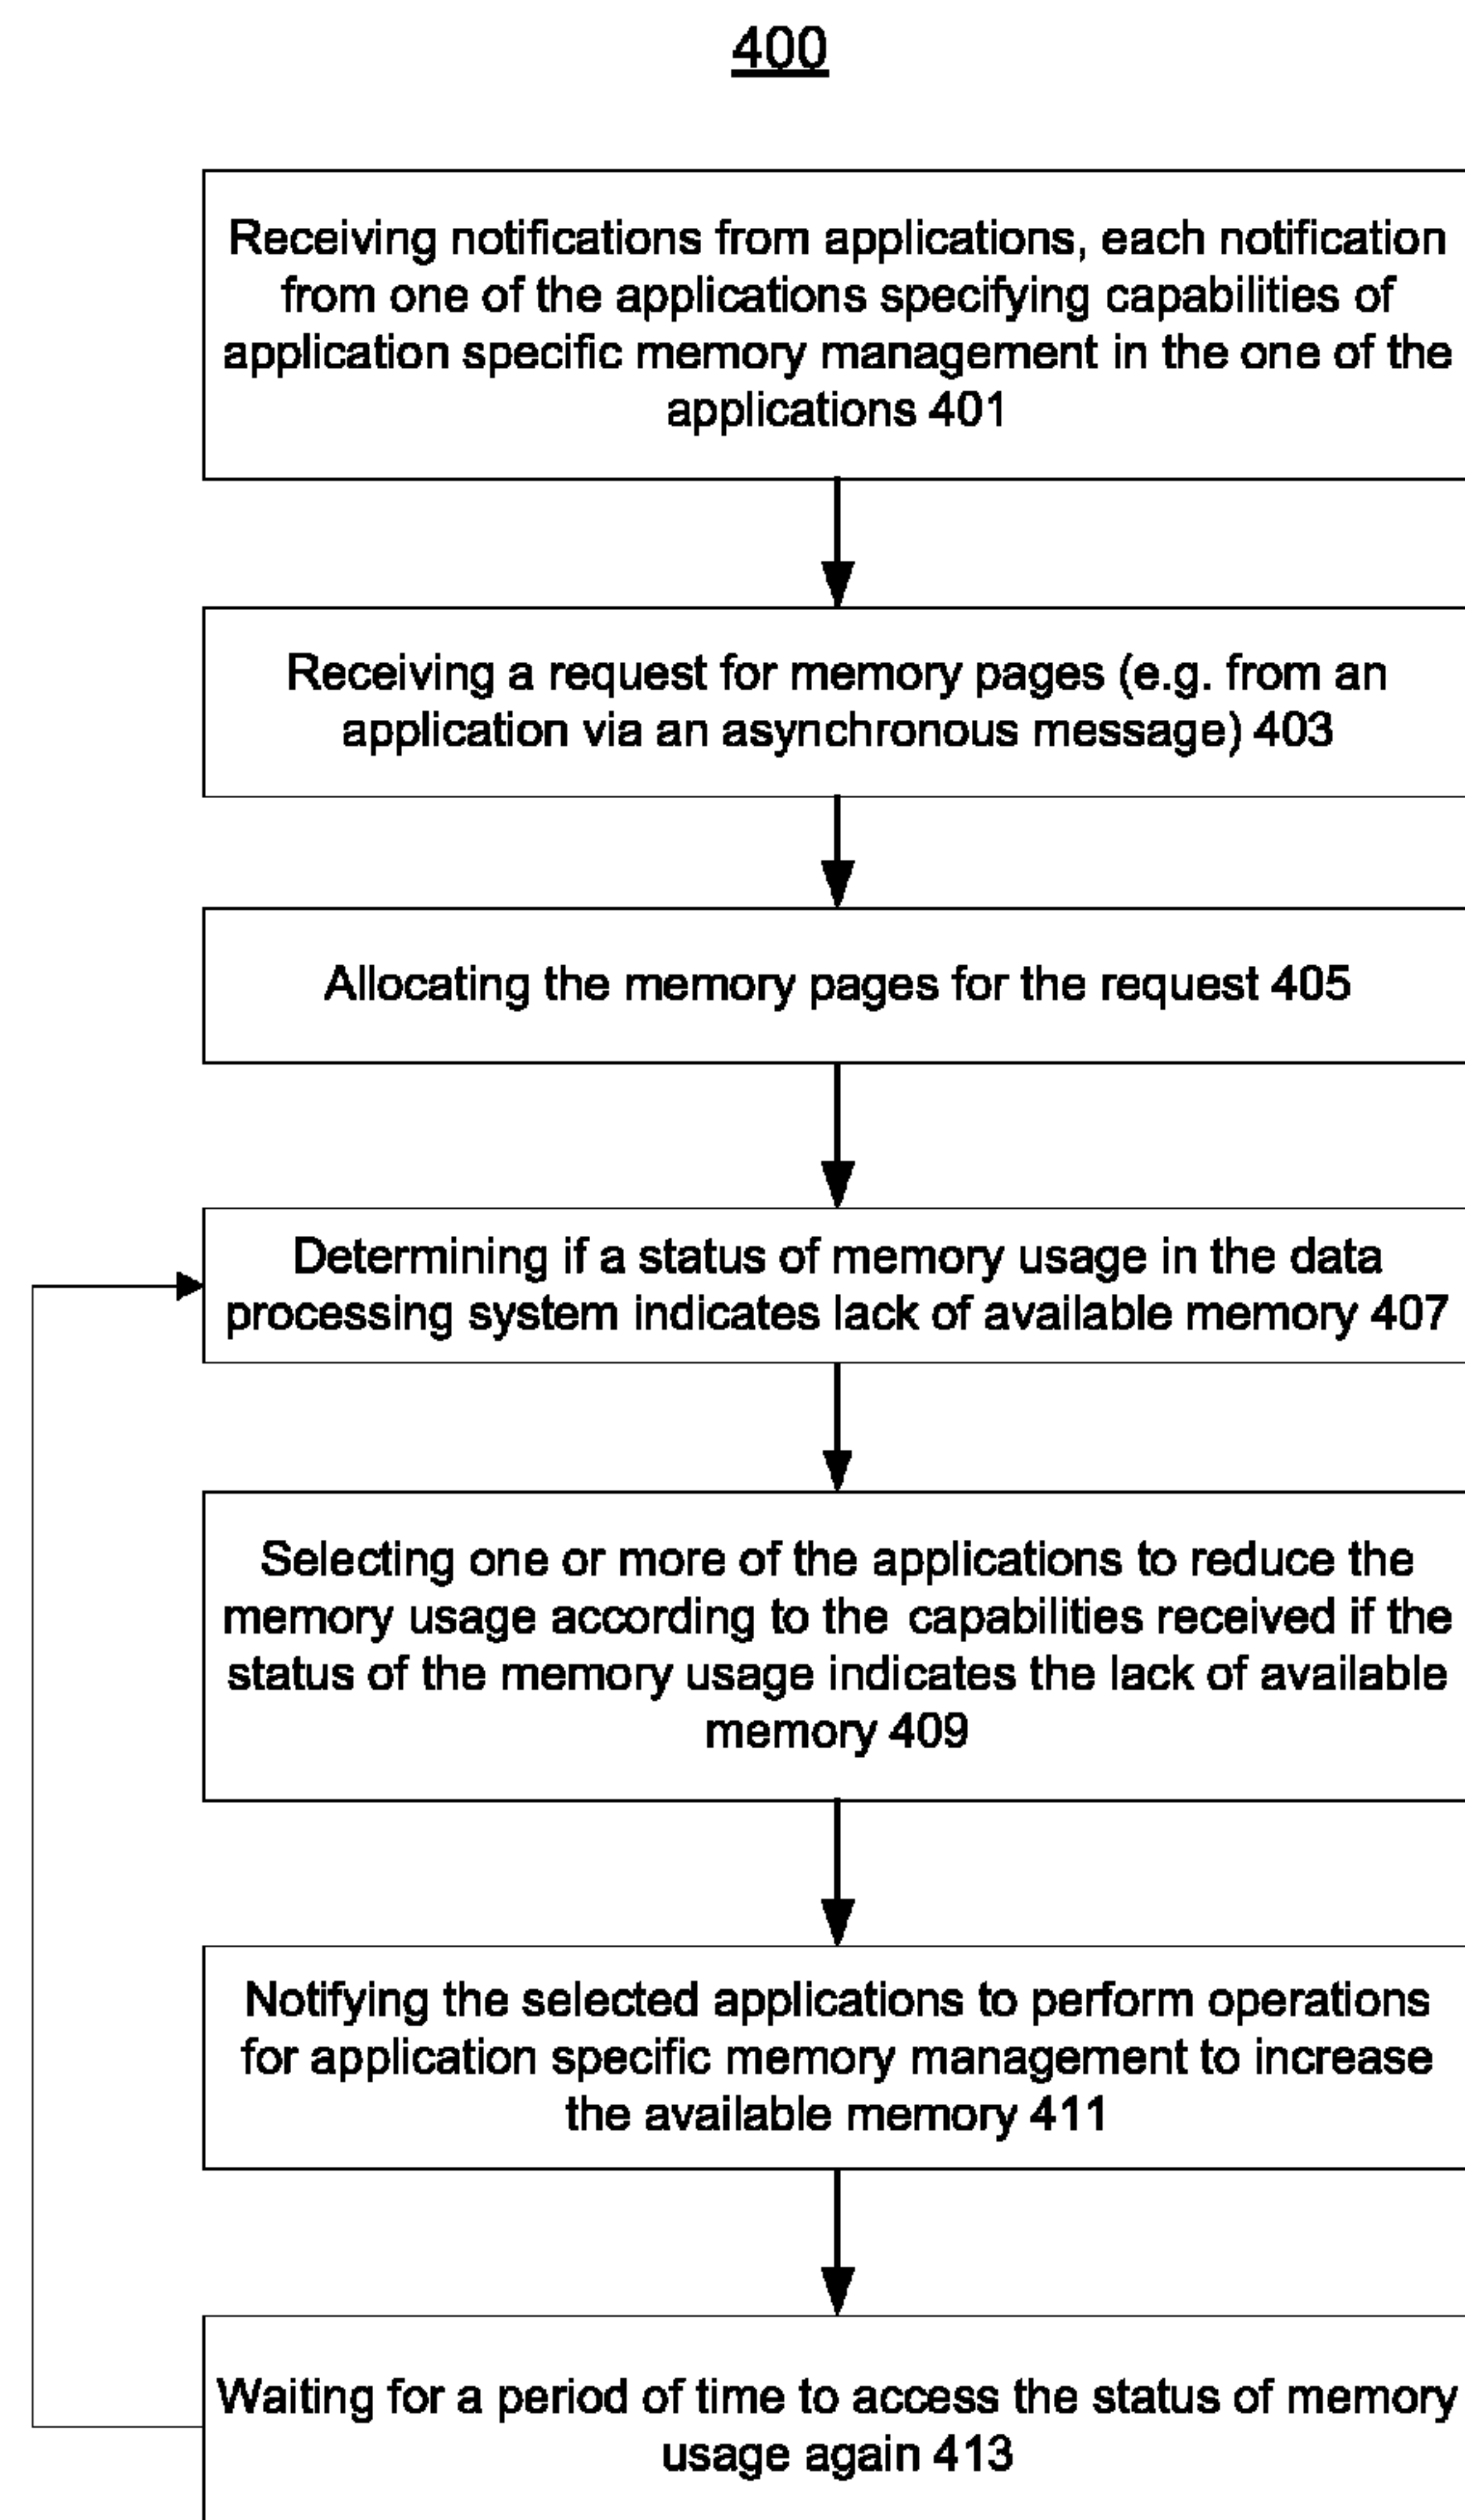 400
Receiving notifications from applications, each notification
from one of the applications specifying capabilities of
application specific memory management in the one of the
applications 401
Receiving a request for memory pages (e.g. from an
application via an asynchronous message) 403
Allocating the memory pages for the request 405
Determining if a status of memory usage in the data
processing system indicates lack of available memory 407
Selecting one or more of the applications to reduce the
memory usage according to the capabilities received if the
status of the memory usage indicates the lack of available
memory 409
Notifying the selected applications to perform operations
for application specific memory management to increase
the available memory 411
Waiting for a period of time to access the status of memory
usage again 413